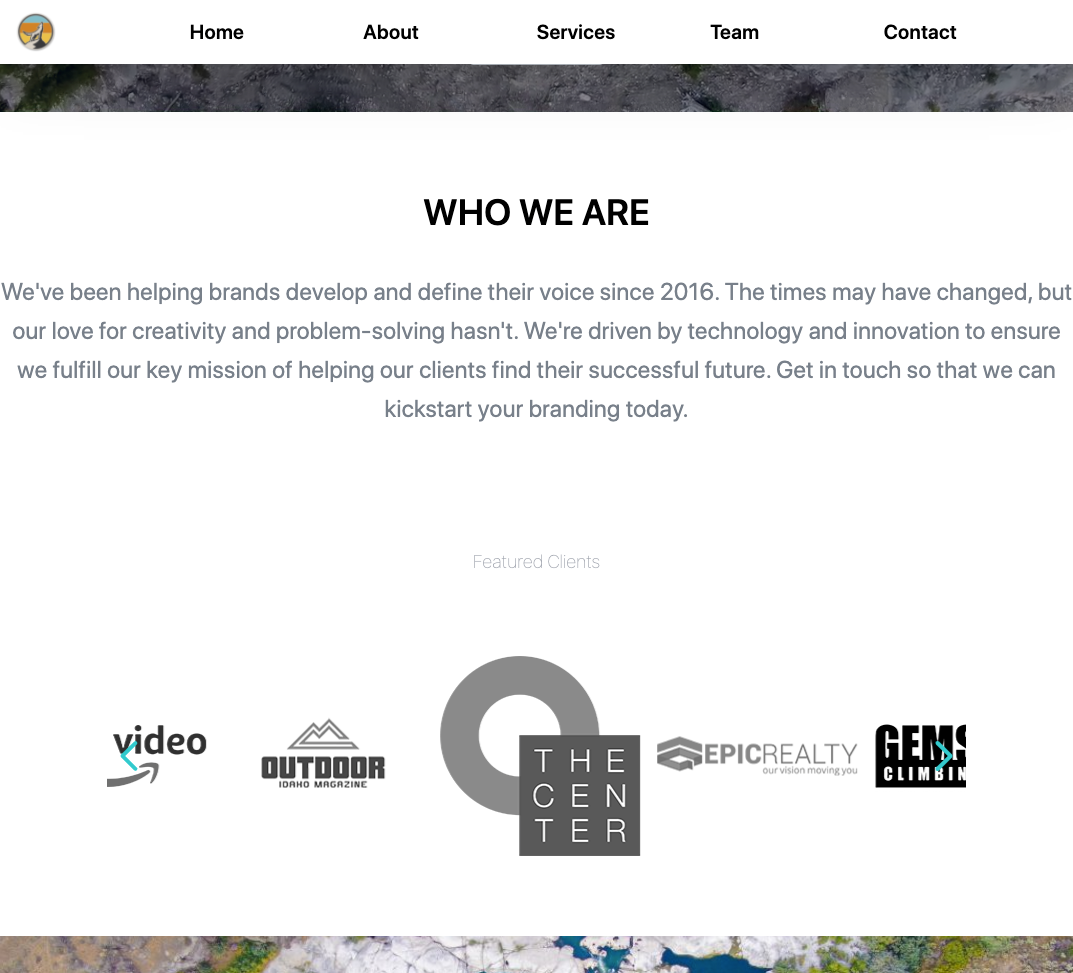 Home About Services Team Contact
WHO WE ARE
We've been helping brands develop and define their voice since 2016. The times may have changed, but
our love for creativity and problem-solving hasn't. We're driven by technology and innovation to ensure
we fulfill our key mission of helping our clients find their successful future. Get in touch so that we can
kickstart your branding today.
Featured Clients
video
OUTDOOR
IDAHO MAGAZINE
THE
CEN
TER
EPICREALTY
our vision moving you
GEMS
CLIMBIN